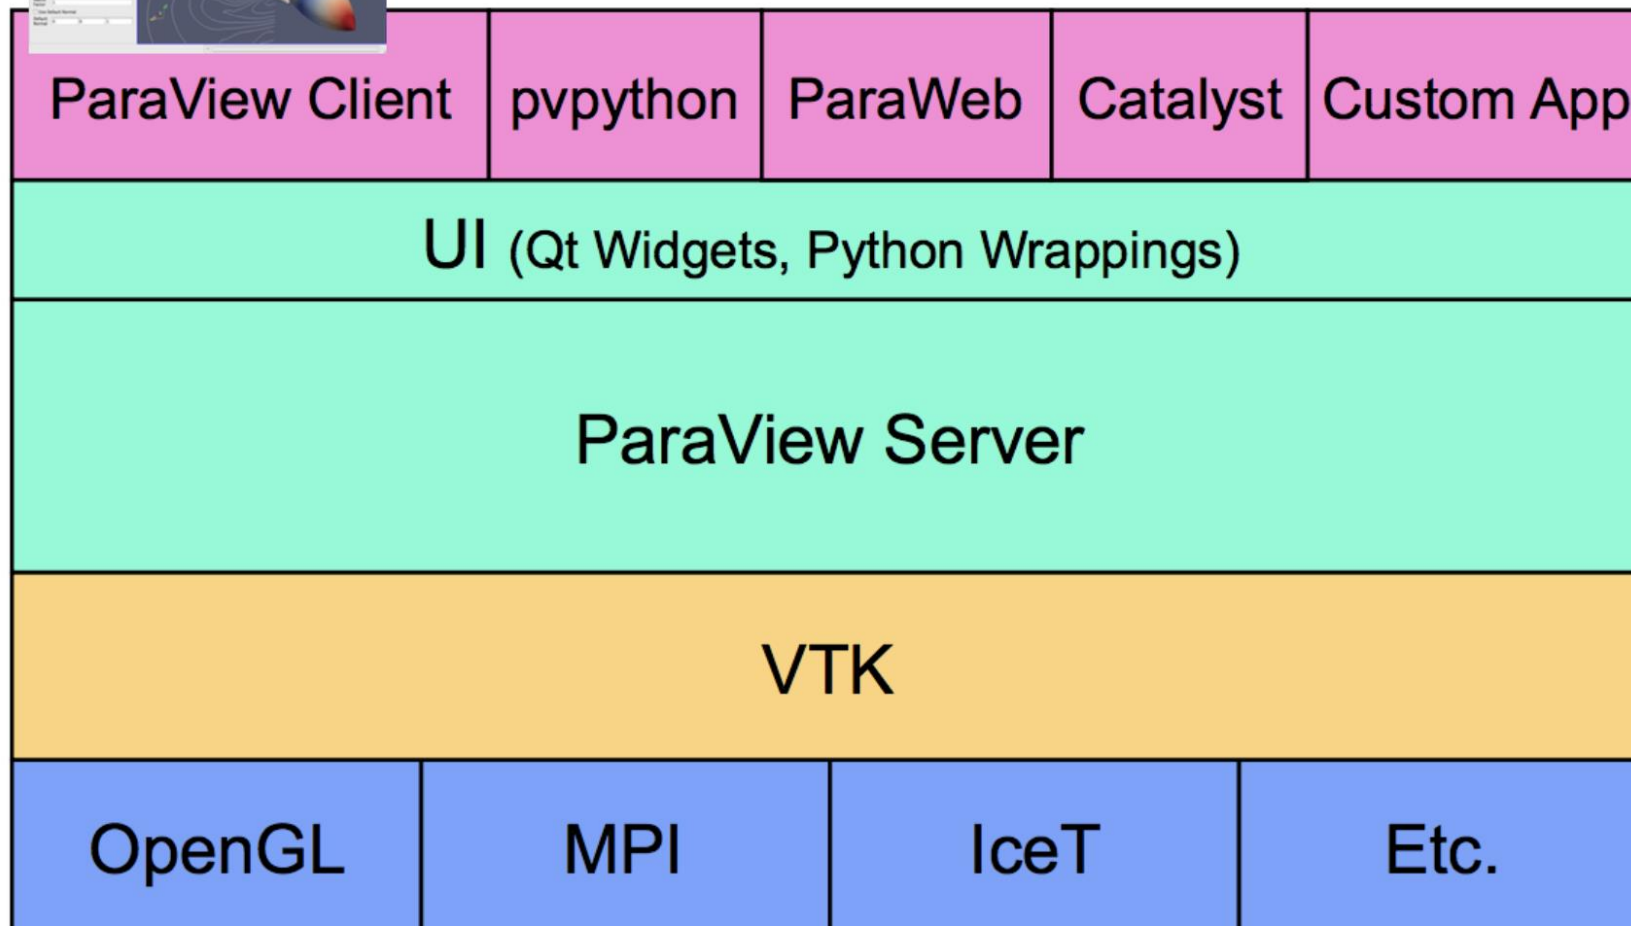 ParaView Client pvpython ParaWeb Catalyst Custom App
UI (Qt Widgets, Python Wrappings)
ParaView Server
VTK
OpenGL MPI IceT Etc.